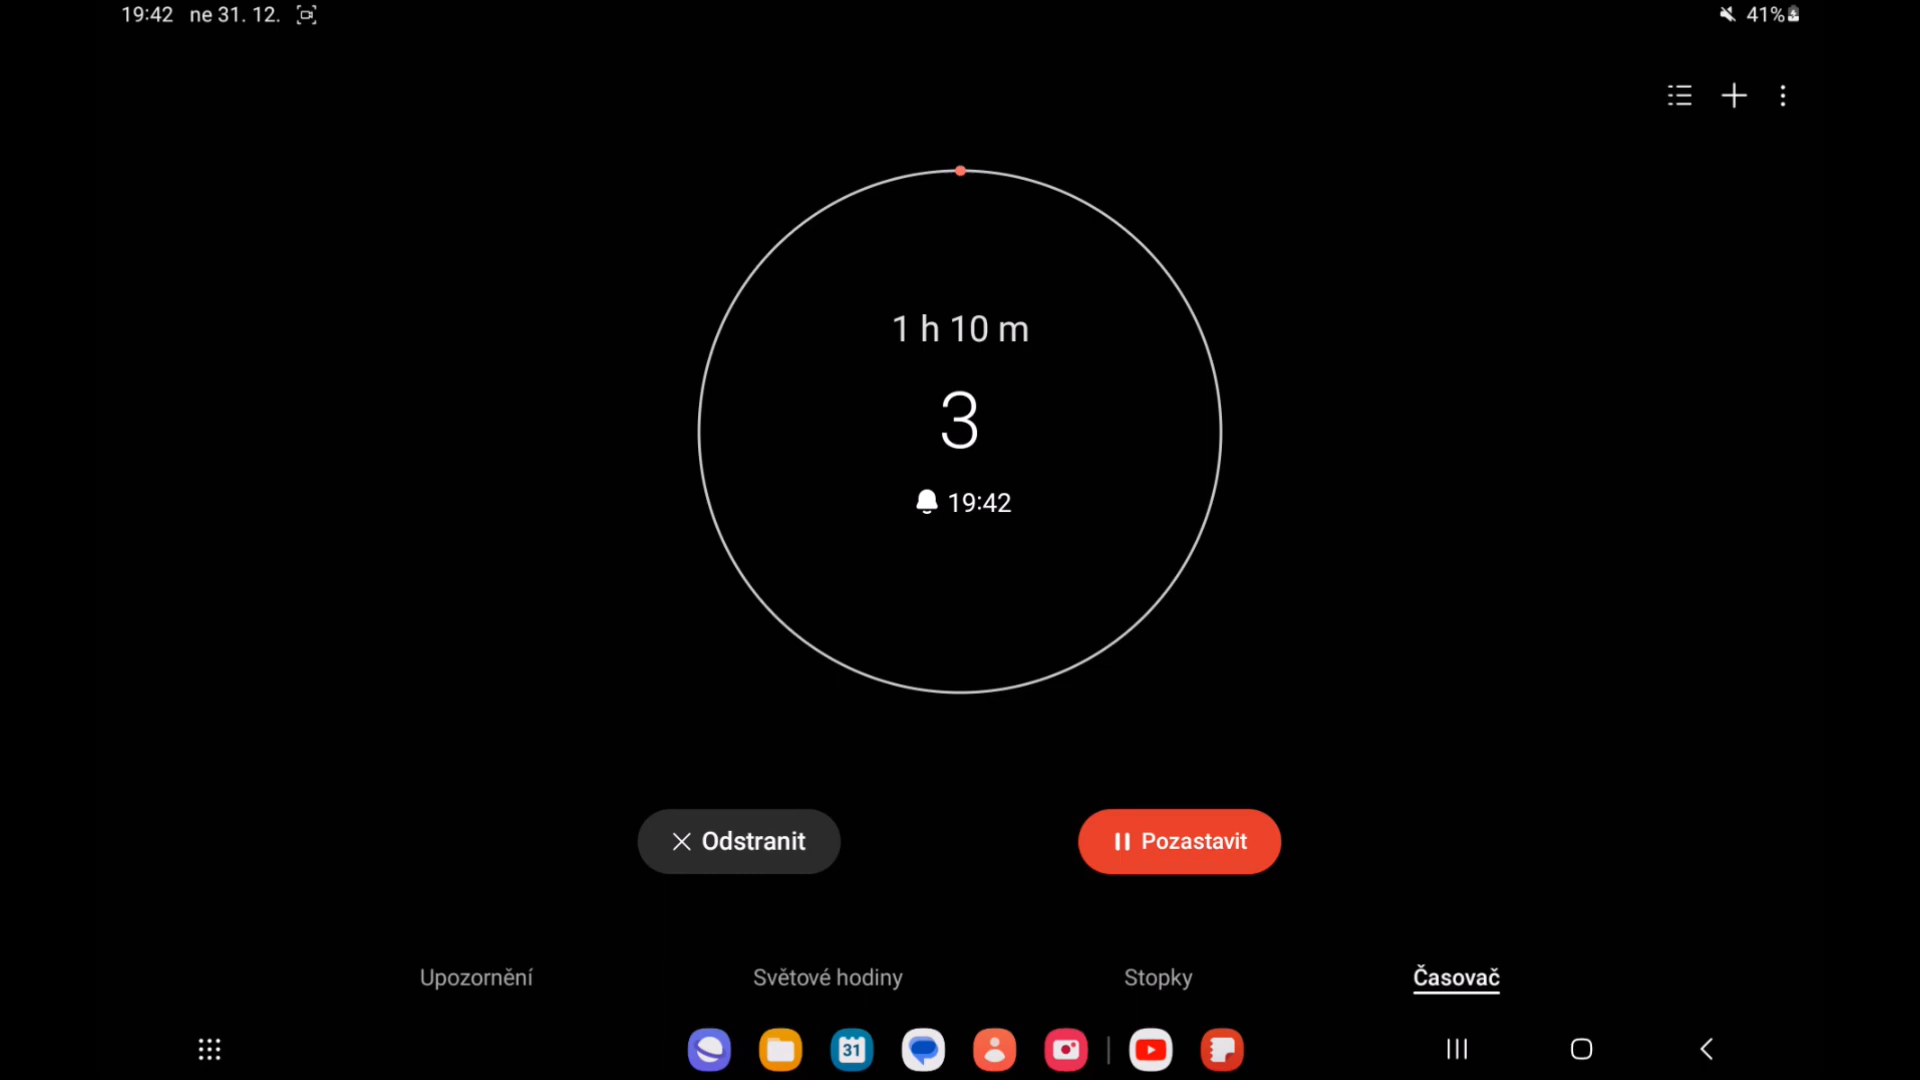 19:42 ne 31. 12.
41%
1 h 10 m
3
19:42
Odstranit
Pozastavit
Upozornění
Světové hodiny
Stopky
Časovač
31